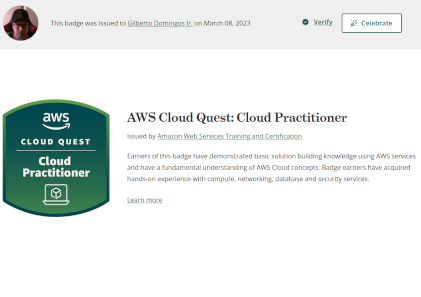 This badge was issued to Gilberto Domingos Jr. on March 08, 2023
Verify
Celebrate
aws
CLOUD QUEST
Cloud
Practitioner
AWS Cloud Quest: Cloud Practitioner
Issued by Amazon Web Services Training and Certification
Earners of this badge have demonstrated basic solution building knowledge using AWS services
and have a fundamental understanding of AWS Cloud concepts. Badge earners have acquired
hands-on experience with compute, networking, database and security services.
Learn more